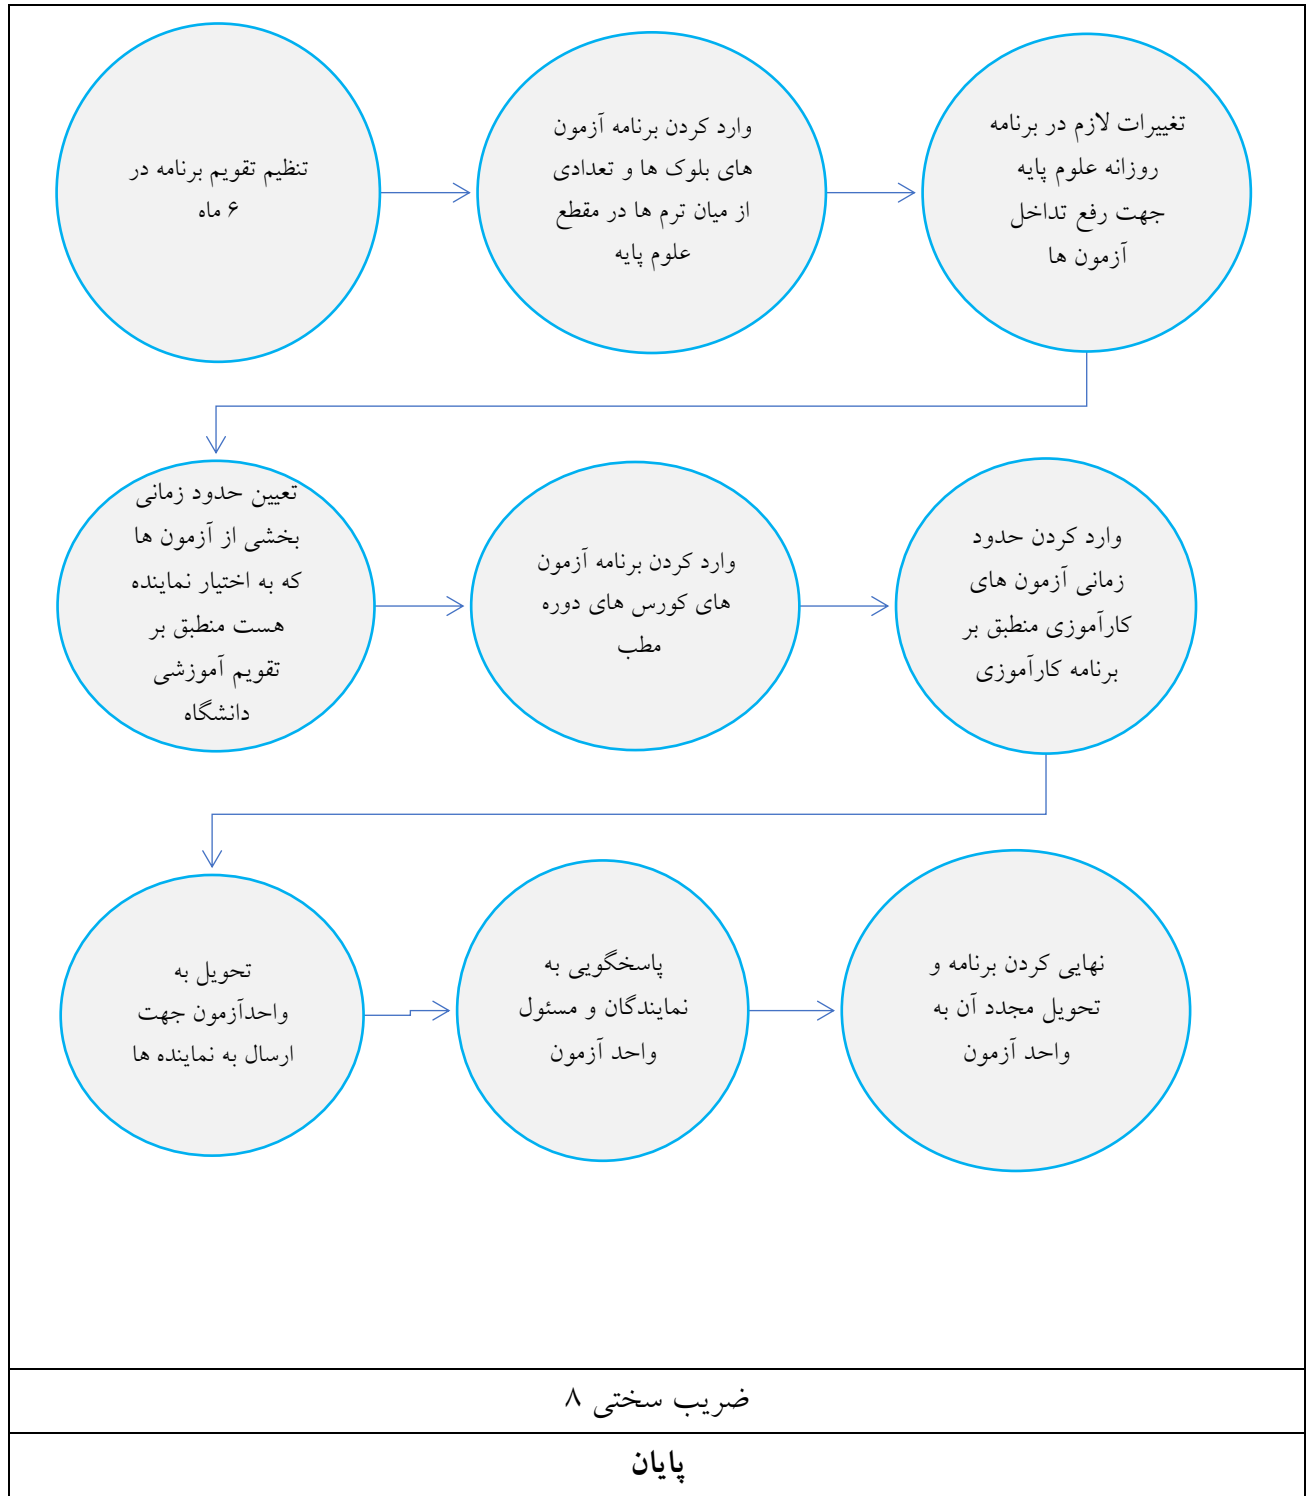 تنظیم تقویم برنامه در
۶ ماه
وارد کردن برنامه آزمون
های بلوک ها و تعدادی
از میان ترم ها در مقطع
علوم پایه
تغییرات لازم در برنامه
روزانه علوم پایه
جهت رفع تداخل
آزمون ها
تعیین حدود زمانی
بخشی از آزمون ها
که به اختیار نماینده
هست منطبق بر
تقویم آموزشی
دانشگاه
وارد کردن برنامه آزمون
های کورس های دوره
مطب
وارد کردن حدود
زمانی آزمون های
کارآموزی منطبق بر
برنامه کارآموزی
تحویل به
واحدآزمون جهت
ارسال به نماینده ها
پاسخگویی به
نمایندگان و مسئول
واحد آزمون
نهایی کردن برنامه و
تحویل مجدد آن به
واحد آزمون
ضریب سختی ۸
پایان